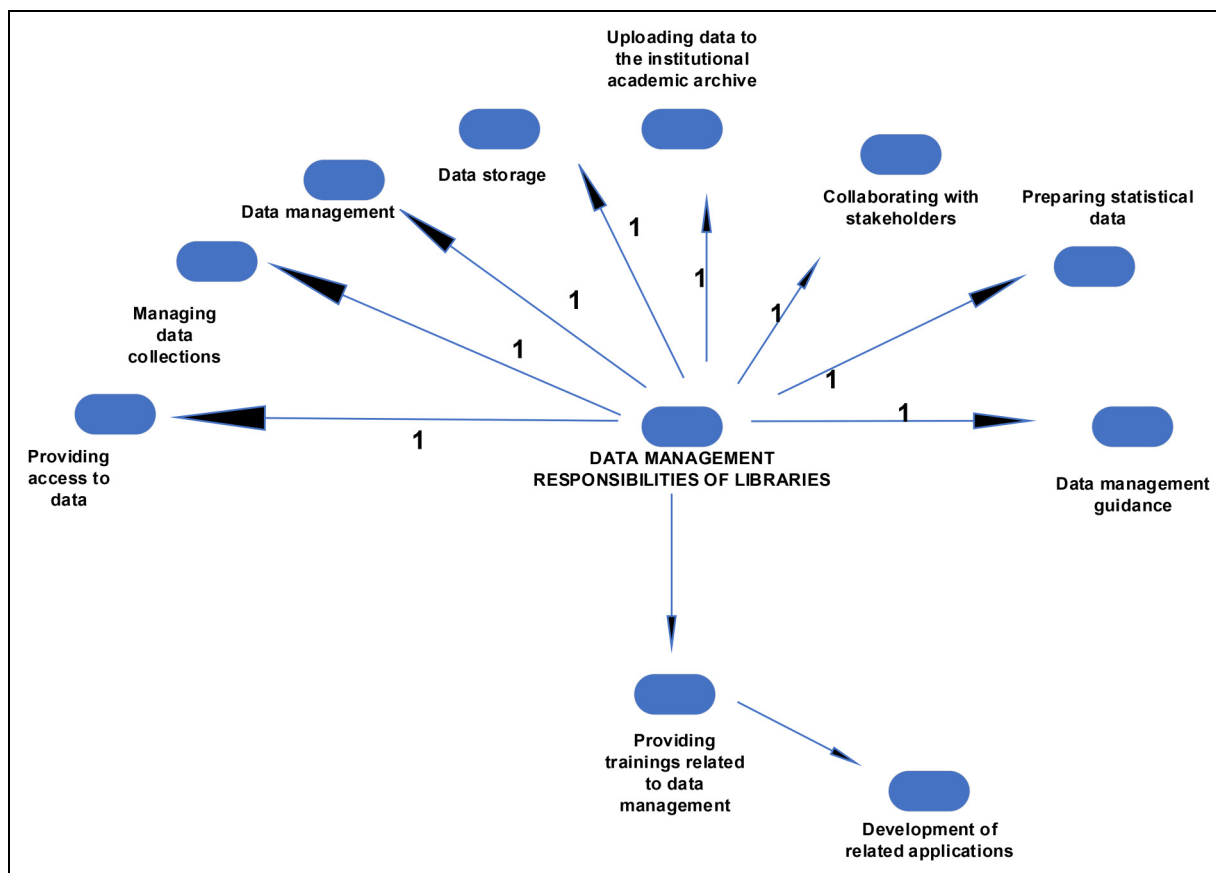 Uploading data to
the institutional
academic archive
Data storage
Data management
Collaborating with
stakeholders
Preparing statistical
data
Managing
data
collections
Providing
access to
data
1
1
1
1
1
1
1
1
DATA MANAGEMENT
RESPONSIBILITIES OF LIBRARIES
Data management
guidance
Providing
trainings related
to data
management
Development of
related applications